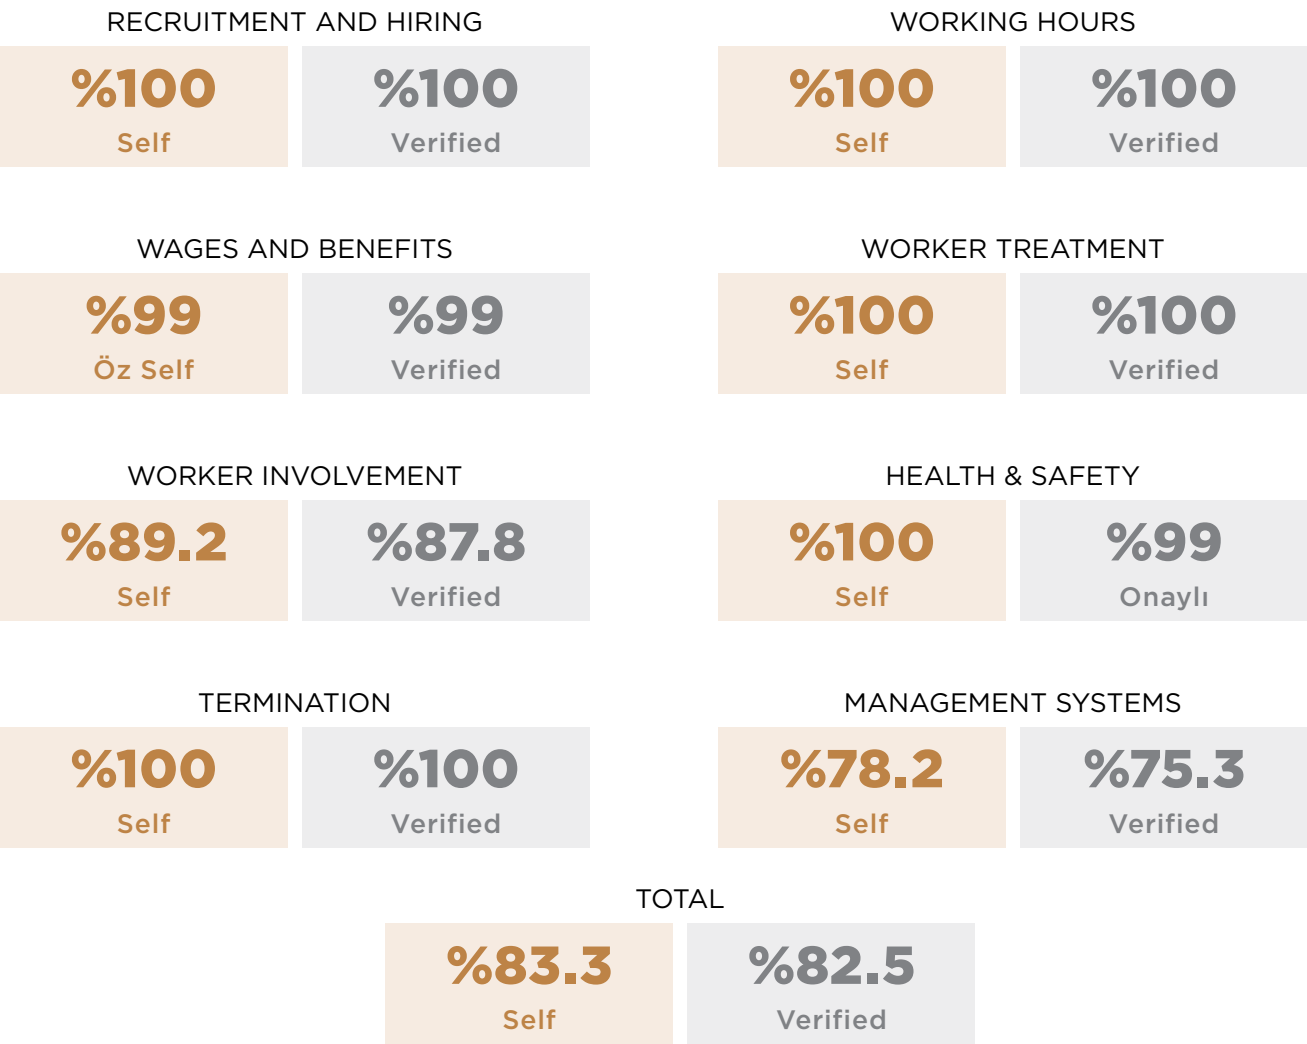 RECRUITMENT AND HIRING
%100
Self
%100
Verified
WORKING HOURS
%100
Self
%100
Verified
WAGES AND BENEFITS
%99
Öz Self
%99
Verified
WORKER TREATMENT
%100
Self
%100
Verified
WORKER INVOLVEMENT
%89.2
Self
%87.8
Verified
HEALTH & SAFETY
%100
Self
%99
Onaylı
TERMINATION
%100
Self
%100
Verified
MANAGEMENT SYSTEMS
%78.2
Self
%75.3
Verified
TOTAL
%83.3
Self
%82.5
Verified